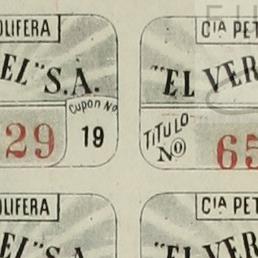 OLIFERA
CIA PET
EL" S.A.
"EL VER
Cupon No
29
19
TITULO
No
65
OLIFERA
CIA PET
EL" S.A.
"EL VER